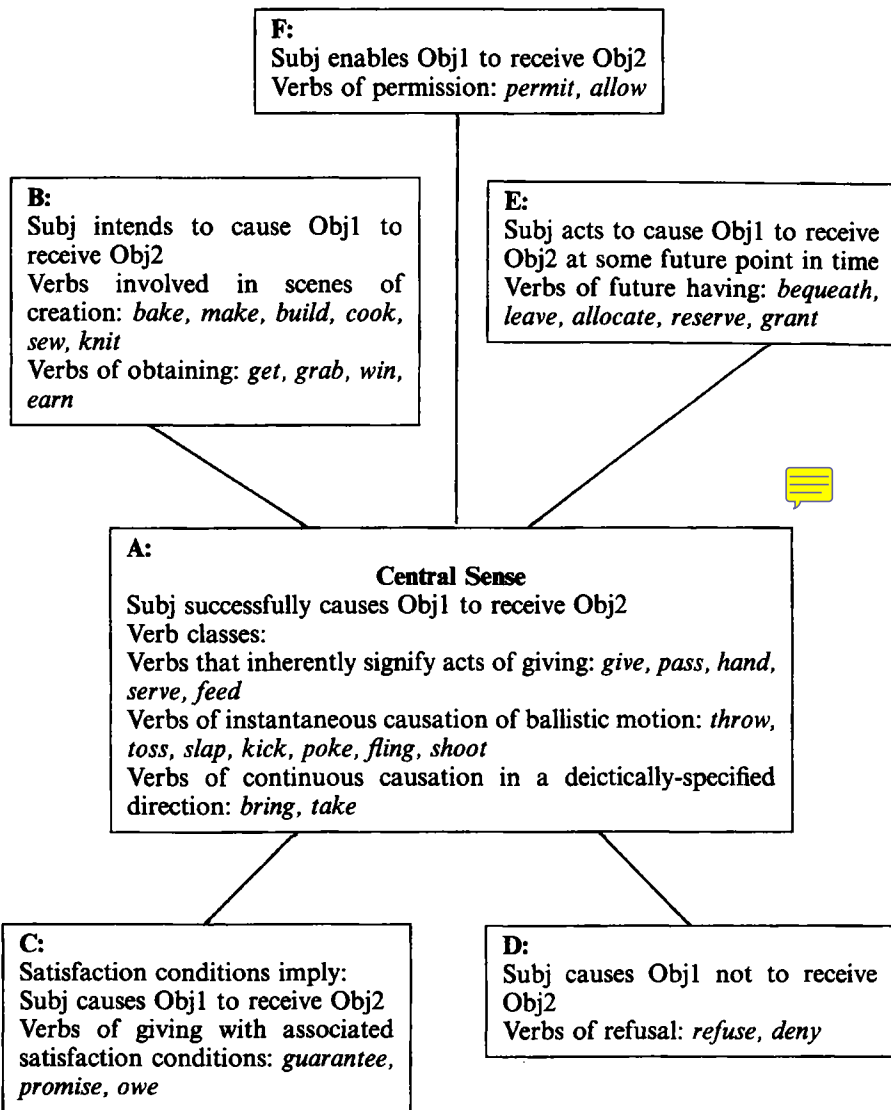 F:
Subj enables Obj1 to receive Obj2
Verbs of permission: permit, allow
B:
Subj intends to cause Obj1 to
receive Obj2
Verbs involved in scenes of
creation: bake, make, build, cook,
sew, knit
Verbs of obtaining: get, grab, win,
earn
E:
Subj acts to cause Obj1 to receive
Obj2 at some future point in time
Verbs of future having: bequeath,
leave, allocate, reserve, grant
A:
Central Sense
Subj successfully causes Obj1 to receive Obj2
Verb classes:
Verbs that inherently signify acts of giving: give, pass, hand,
serve, feed
Verbs of instantaneous causation of ballistic motion: throw,
toss, slap, kick, poke, fling, shoot
Verbs of continuous causation in a deictically-specified
direction: bring, take
C:
Satisfaction conditions imply:
Subj causes Obj1 to receive Obj2
Verbs of giving with associated
satisfaction conditions: guarantee,
promise, owe
D:
Subj causes Obj1 not to receive
Obj2
Verbs of refusal: refuse, deny